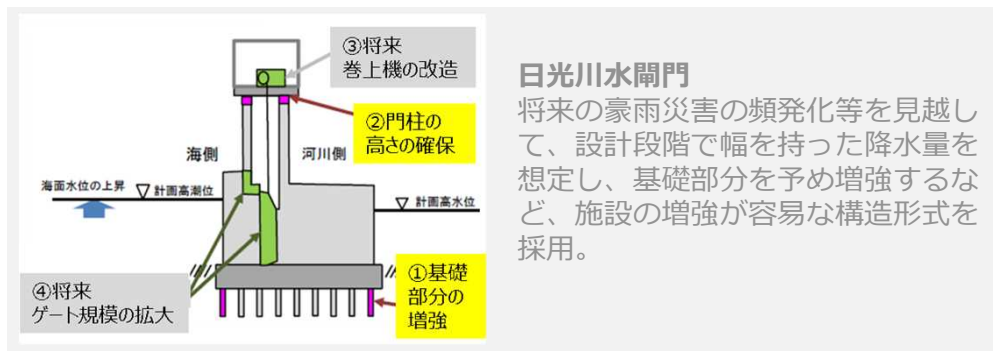 ③将来
巻上機の改造
②門柱の
高さの確保
海側
河川側
海面水位の上昇
計画高潮位
計画高水位
④将来
ゲート規模の拡大
①基礎
部分の
増強
日光川水閘門
将来の豪雨災害の頻発化等を見越し
て、設計段階で幅を持った降水量を
想定し、基礎部分を予め増強するな
ど、施設の増強が容易な構造形式を
採用。